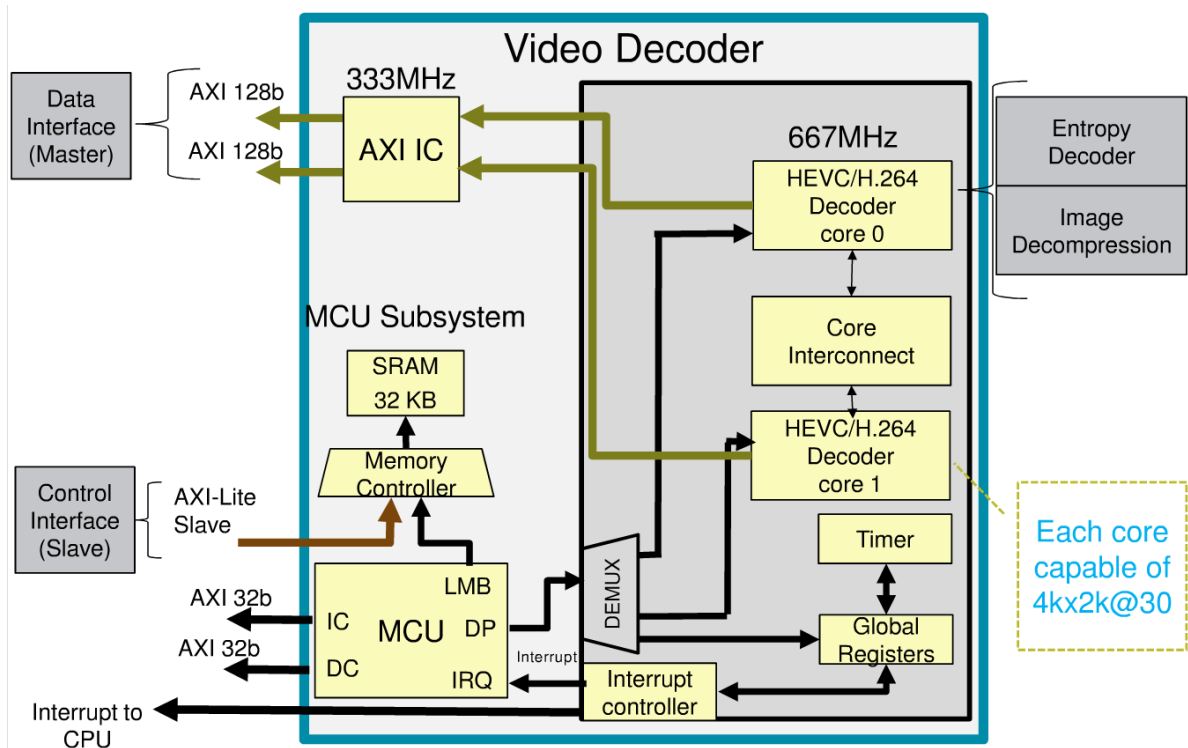 Video Decoder
Data
Interface
(Master)
AXI 128b
AXI 128b
333MHz
AXI IC
667MHz
HEVC/H.264
Decoder
core 0
Entropy
Decoder
Image
Decompression
Core
Interconnect
MCU Subsystem
SRAM
32 KB
Memory
Controller
HEVC/H.264
Decoder
core 1
Control
Interface
(Slave)
AXI-Lite
Slave
Each core
capable of
4kx2k@30
Timer
DEMUX
Global
Registers
AXI 32b
AXI 32b
LMB
IC
MCU
DP
DC
IRQ
Interrupt
Interrupt
controller
Interrupt to
CPU